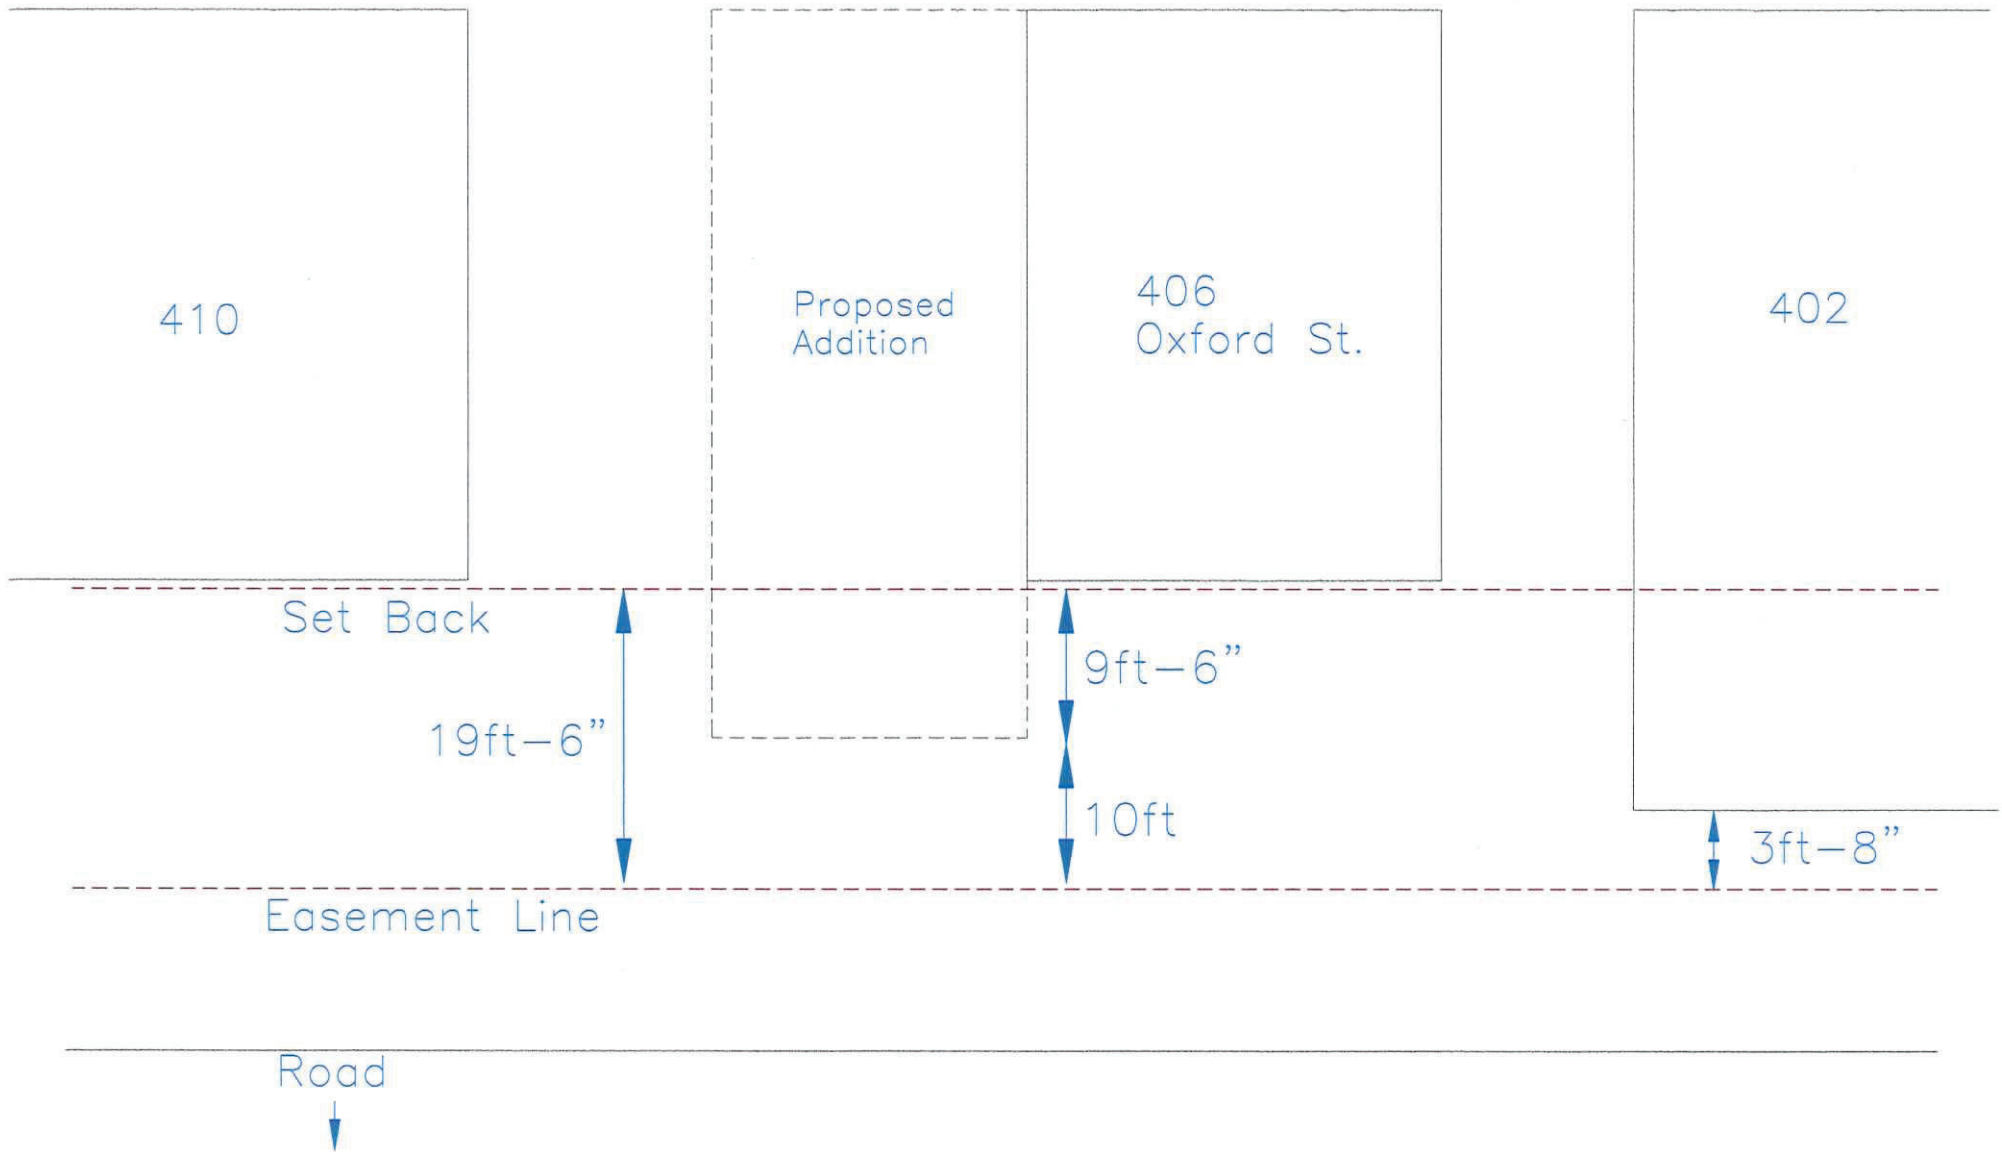 410
Proposed
Addition
406
Oxford St.
402
Set Back
9ft-6”
19ft-6”
10ft
3ft-8”
Easement Line
Road